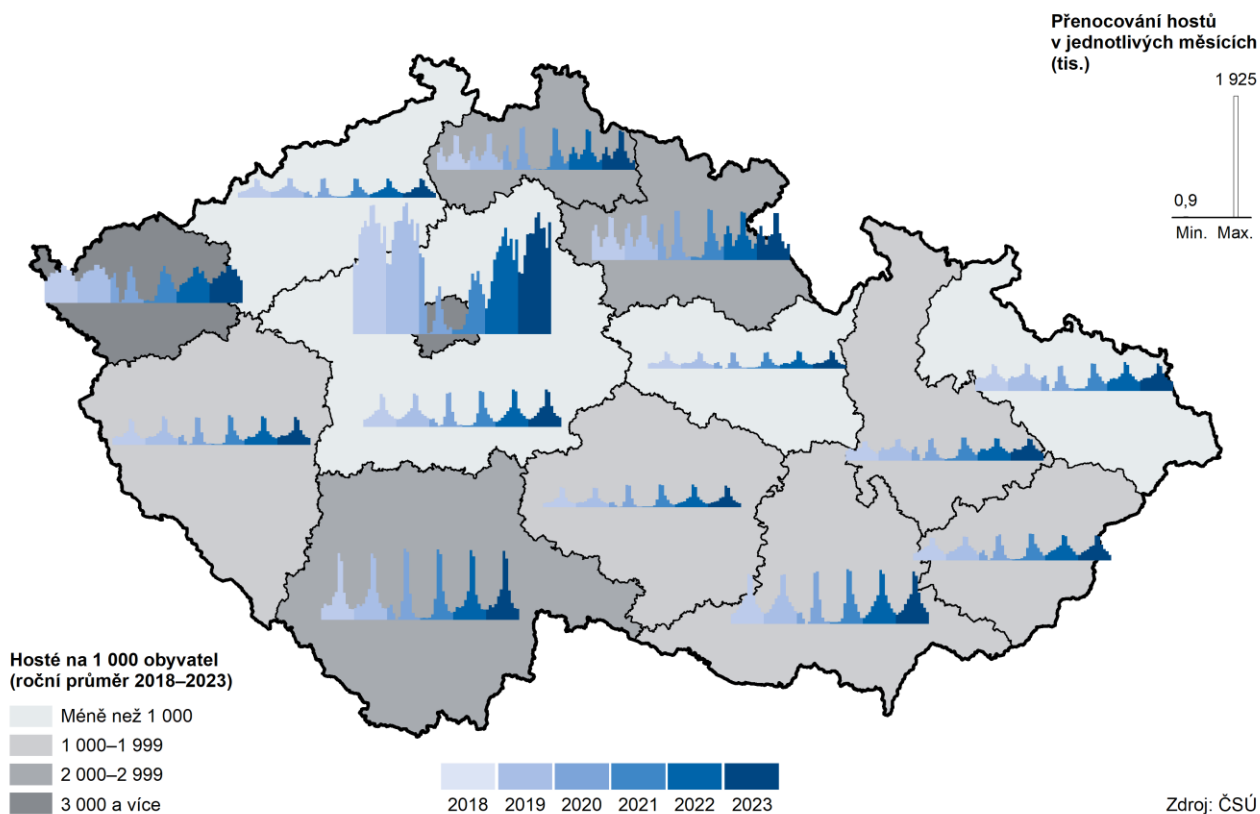 Přenocování hostů
v jednotlivých měsících
(tis.)
1 925
0,9
Min. Max.
Hosté na 1 000 obyvatel
(roční průměr 2018–2023)
Méně než 1 000
1 000–1 999
2 000–2 999
3 000 a více
2018 2019 2020 2021 2022 2023
Zdroj: ČSÚ